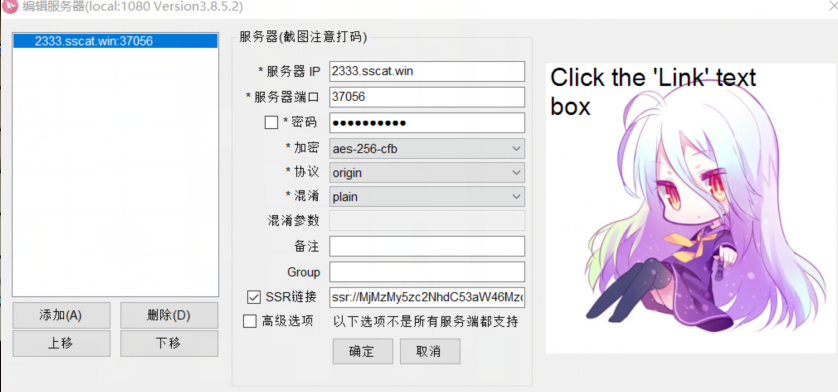 编辑服务器(local:1080 Version3.8.5.2)
2333.sscat.win:37056
添加(A)
删除(D)
上移
下移
服务器(截图注意打码)
* 服务器 IP 2333.sscat.win
* 服务器端口 37056
* 密码 ●●●●●●●●●●
* 加密 aes-256-cfb
* 协议 origin
* 混淆 plain
混淆参数
备注
Group
SSR链接 ssr://MjMzMy5zc2NhdC53aW46Mzc
高级选项 以下选项不是所有服务端都支持
确定
取消
Click the 'Link' text
box